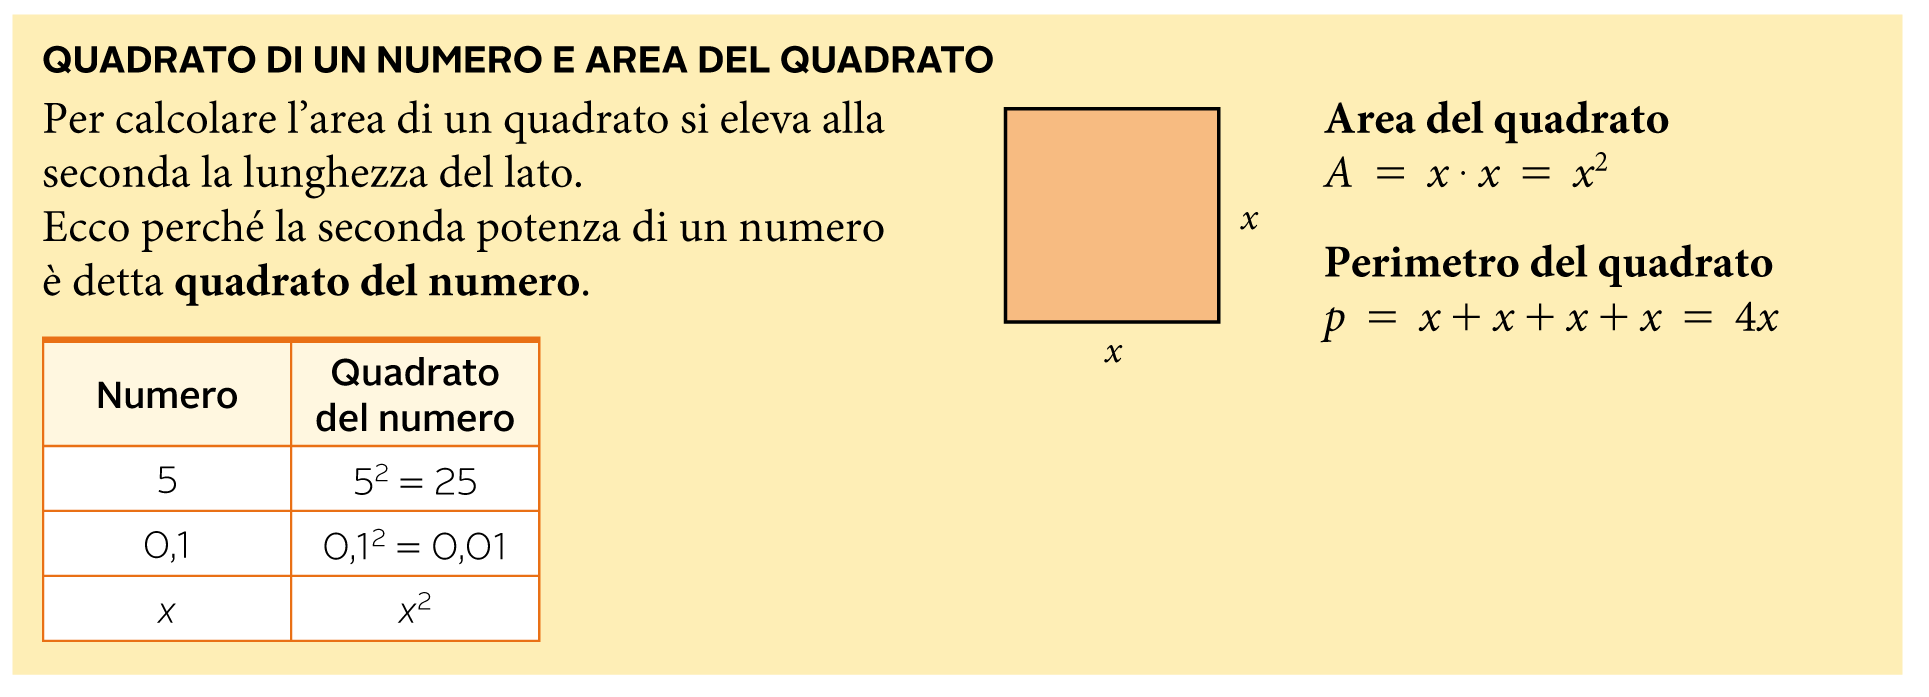 QUADRATO DI UN NUMERO E AREA DEL QUADRATO
Per calcolare l’area di un quadrato si eleva alla
seconda la lunghezza del lato.
Ecco perché la seconda potenza di un numero
è detta quadrato del numero.
Numero
Quadrato
del numero
5
5² = 25
0,1
0,1² = 0,01
x
x²
x
x
Area del quadrato
A = x · x = x²
Perimetro del quadrato
p = x + x + x + x = 4x